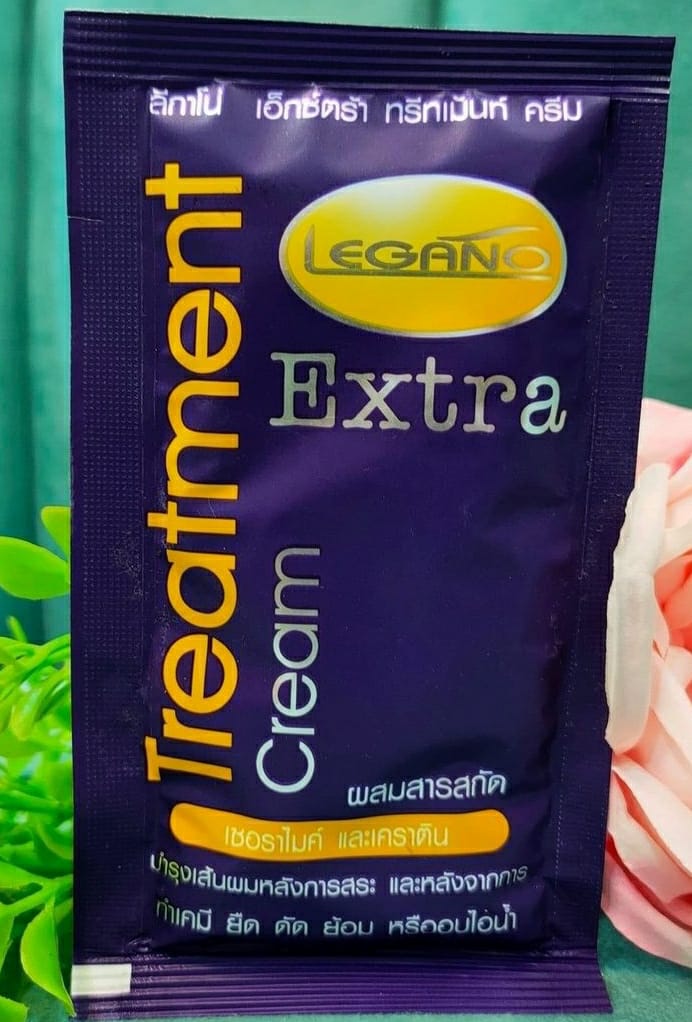 ลีกาโน เอ็กซ์ตร้า ทรีทเม้นท์ ครีม
LEGANO
Extra
Treatment
Cream
ผสมสารสกัด
เซอราไมค์ และเคราติน
บำรุงเส้นผมหลังการสระ และหลังจากการ
ทำเคมี ยืด ดัด ย้อม หรืออบไอน้ำ